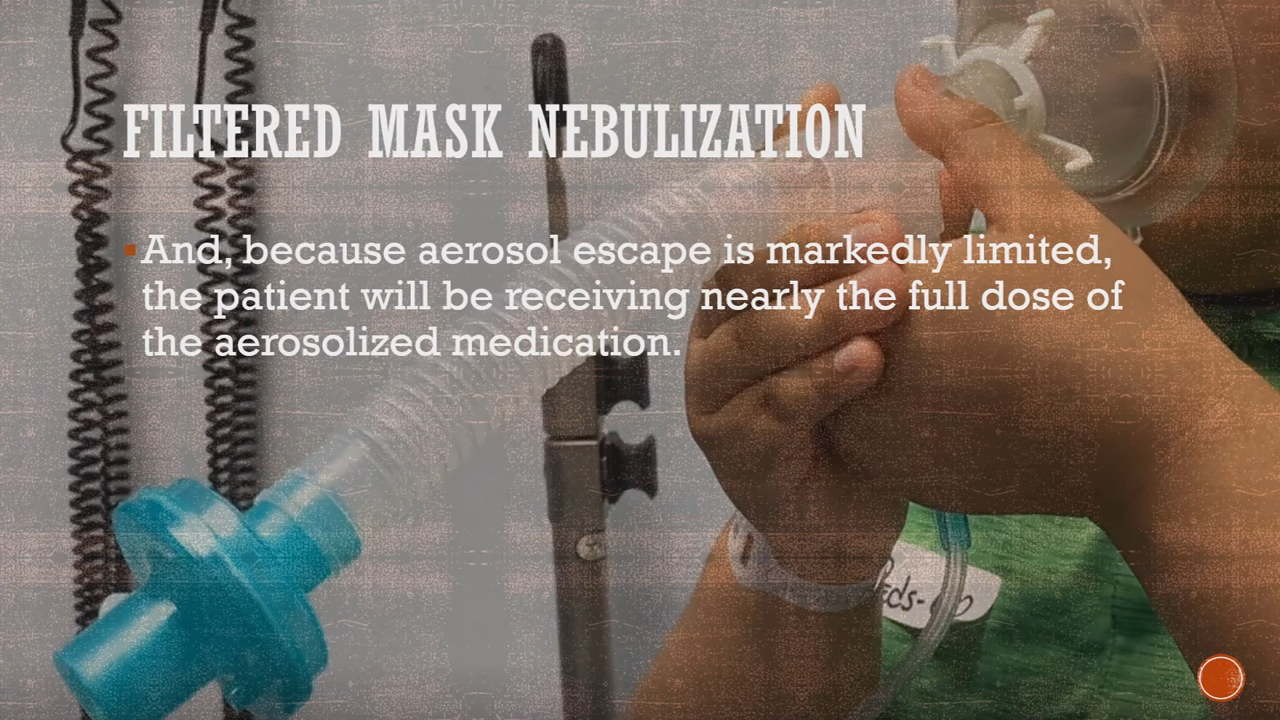 FILTERED MASK NEBULIZATION
And, because aerosol escape is markedly limited,
the patient will be receiving nearly the full dose of
the aerosolized medication.